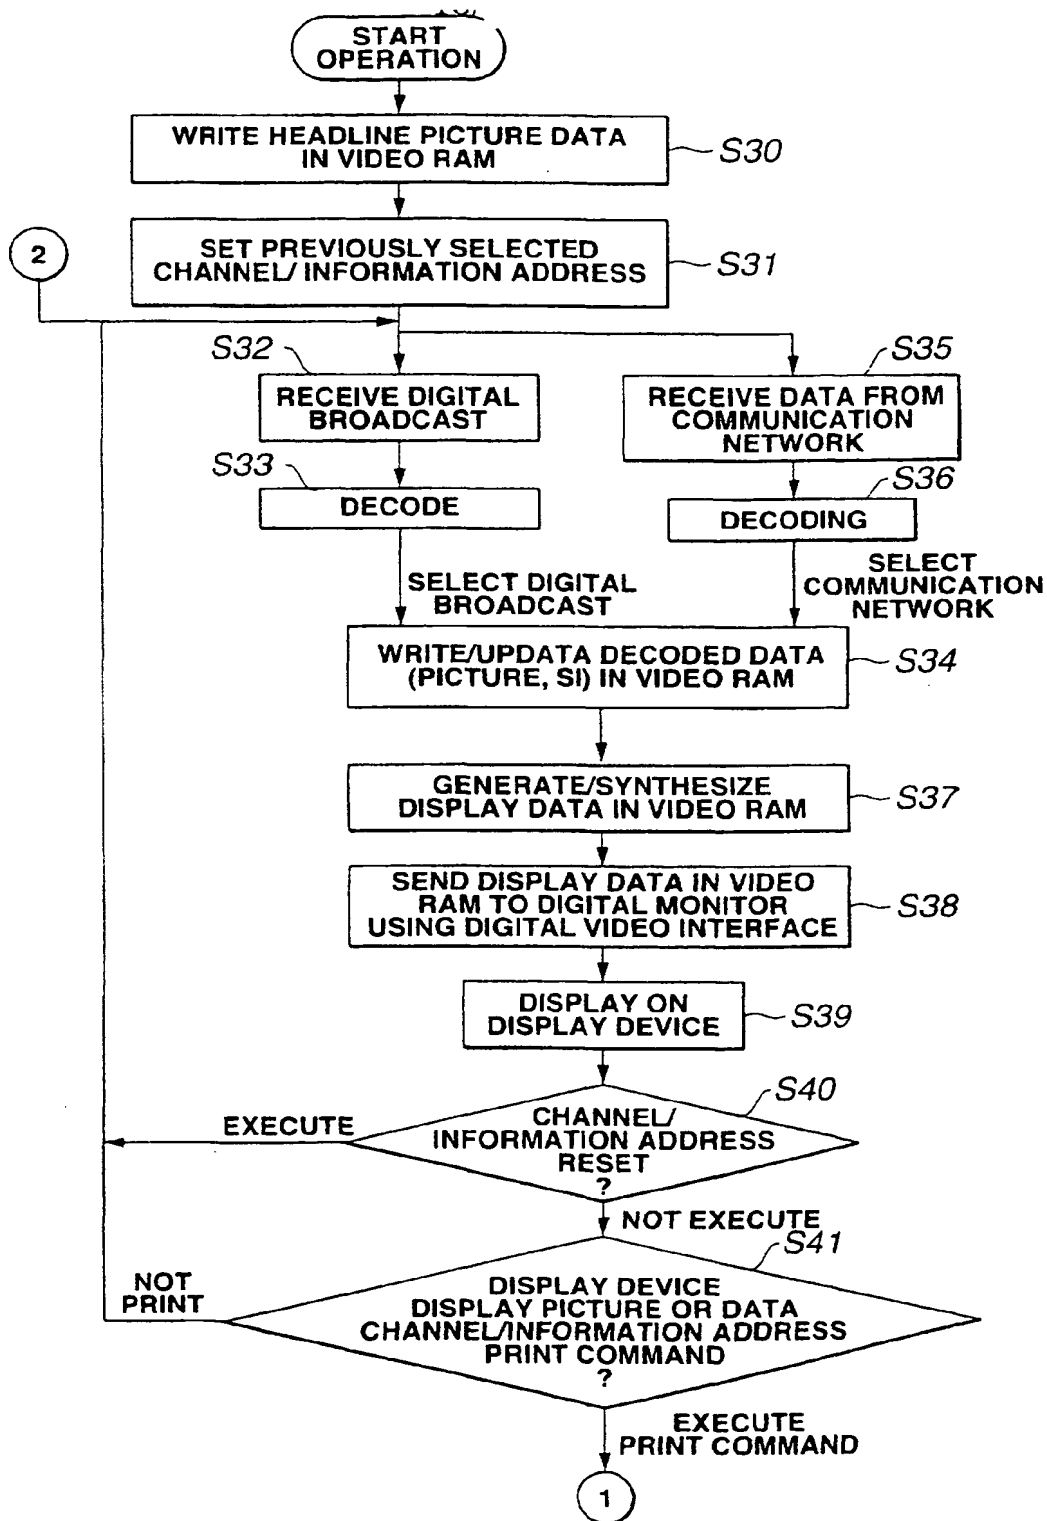 START
OPERATION
WRITE HEADLINE PICTURE DATA
IN VIDEO RAM
S30
2
SET PREVIOUSLY SELECTED
CHANNEL/ INFORMATION ADDRESS
S31
S32
RECEIVE DIGITAL
BROADCAST
S35
RECEIVE DATA FROM
COMMUNICATION
NETWORK
S33
DECODE
S36
DECODING
SELECT DIGITAL
BROADCAST
SELECT
COMMUNICATION
NETWORK
WRITE/UPDATA DECODED DATA
(PICTURE, SI) IN VIDEO RAM
S34
GENERATE/SYNTHESIZE
DISPLAY DATA IN VIDEO RAM
S37
SEND DISPLAY DATA IN VIDEO
RAM TO DIGITAL MONITOR
USING DIGITAL VIDEO INTERFACE
S38
DISPLAY ON
DISPLAY DEVICE
S39
S40
EXECUTE
CHANNEL/
INFORMATION ADDRESS
RESET
?
NOT EXECUTE
S41
NOT
PRINT
DISPLAY DEVICE
DISPLAY PICTURE OR DATA
CHANNEL/INFORMATION ADDRESS
PRINT COMMAND
?
EXECUTE
PRINT COMMAND
1